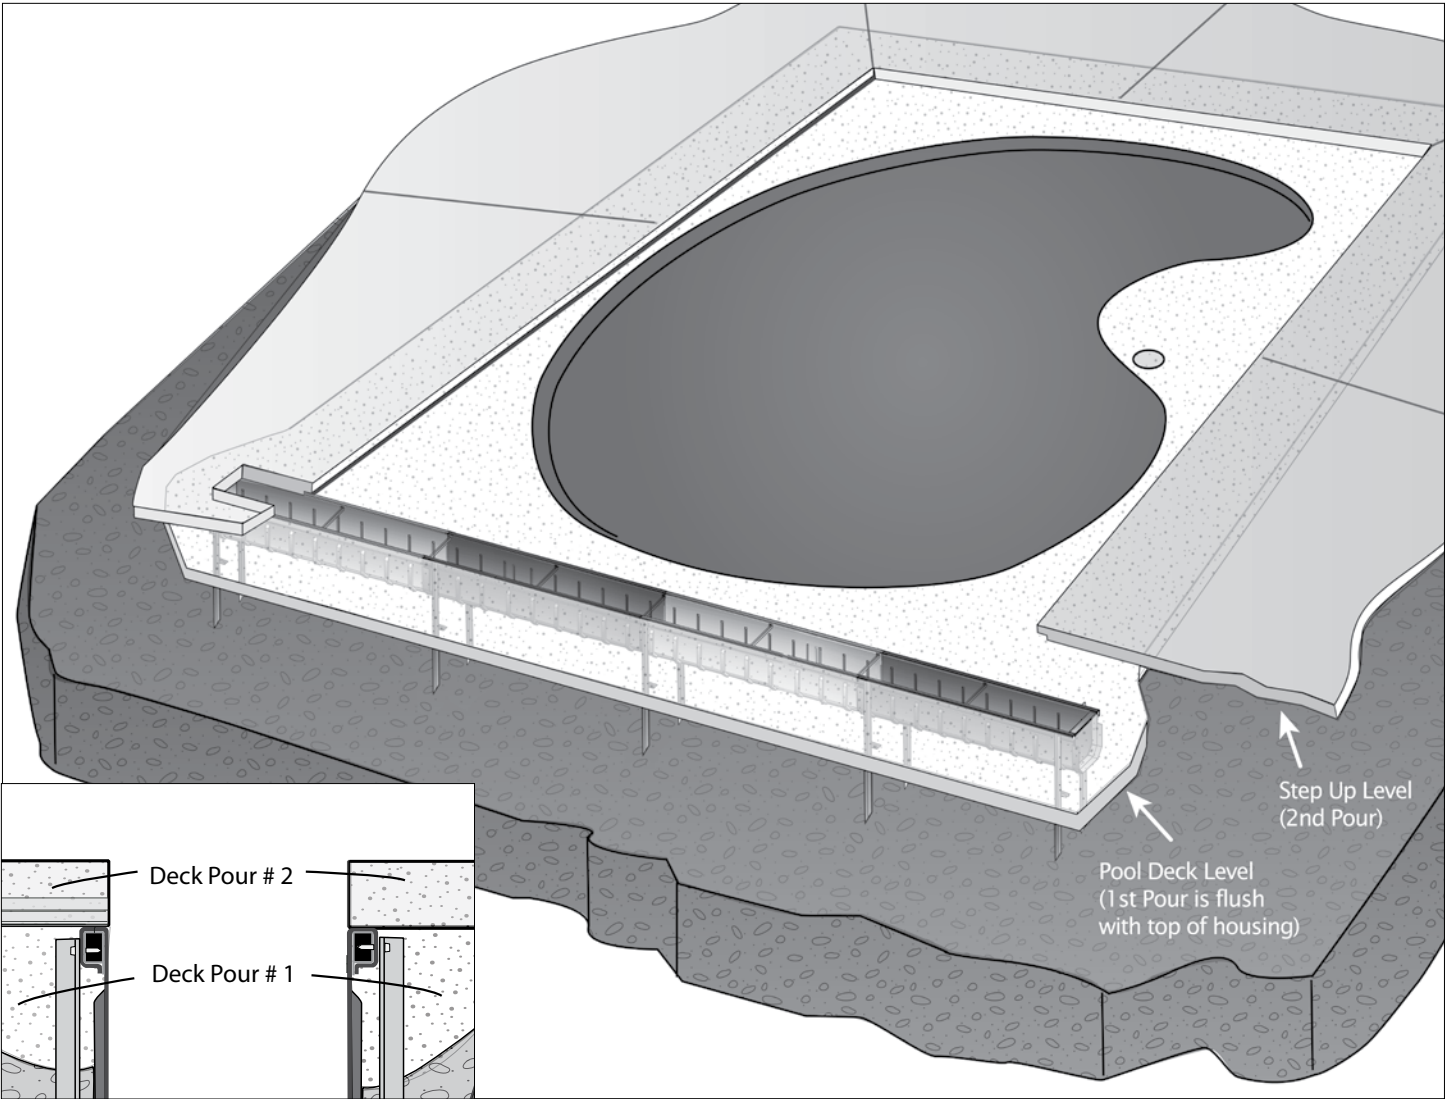 Step Up Level
(2nd Pour)
Pool Deck Level
(1st Pour is flush
with top of housing)
Deck Pour # 2
Deck Pour # 1